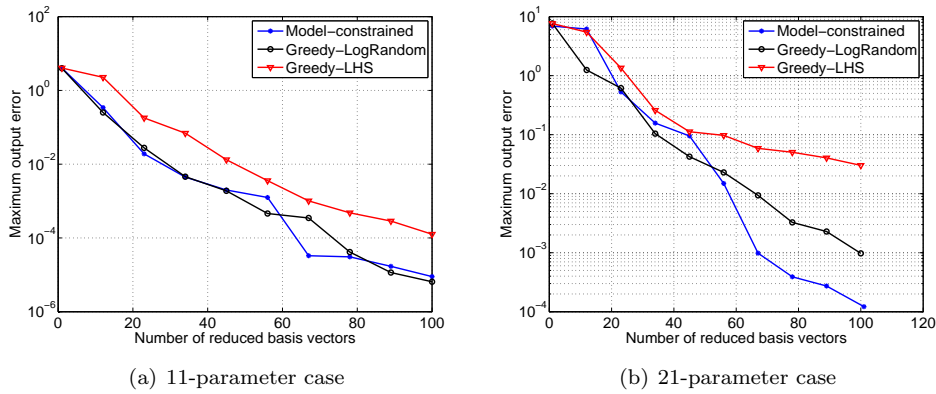 10^2
10^0
10^-2
10^-4
10^-6
Maximum output error
0
20
40
60
80
100
Number of reduced basis vectors
Model−constrained
Greedy−LogRandom
Greedy−LHS
(a) 11-parameter case
10^1
10^0
10^-1
10^-2
10^-3
10^-4
Maximum output error
0
20
40
60
80
100
120
Number of reduced basis vectors
Model−constrained
Greedy−LogRandom
Greedy−LHS
(b) 21-parameter case